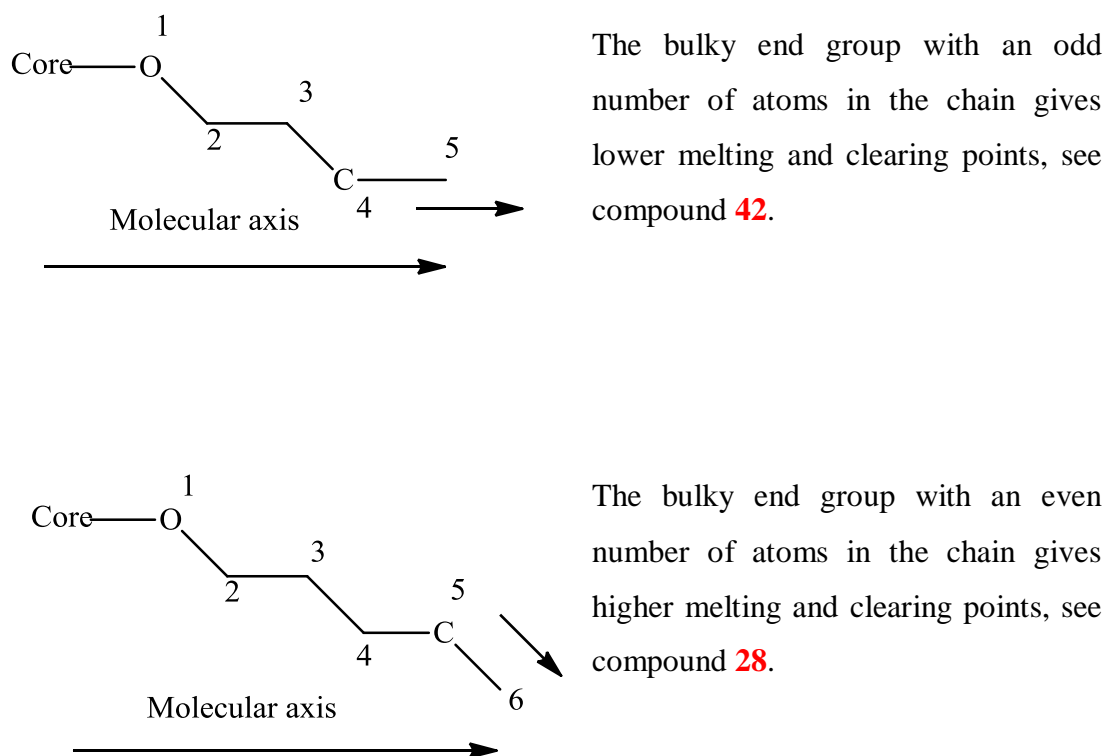 1
Core
O
3
2
5
C
4
Molecular axis
The bulky end group with an odd
number of atoms in the chain gives
lower melting and clearing points, see
compound 42.
1
Core
O
3
2
5
4
C
6
Molecular axis
The bulky end group with an even
number of atoms in the chain gives
higher melting and clearing points, see
compound 28.